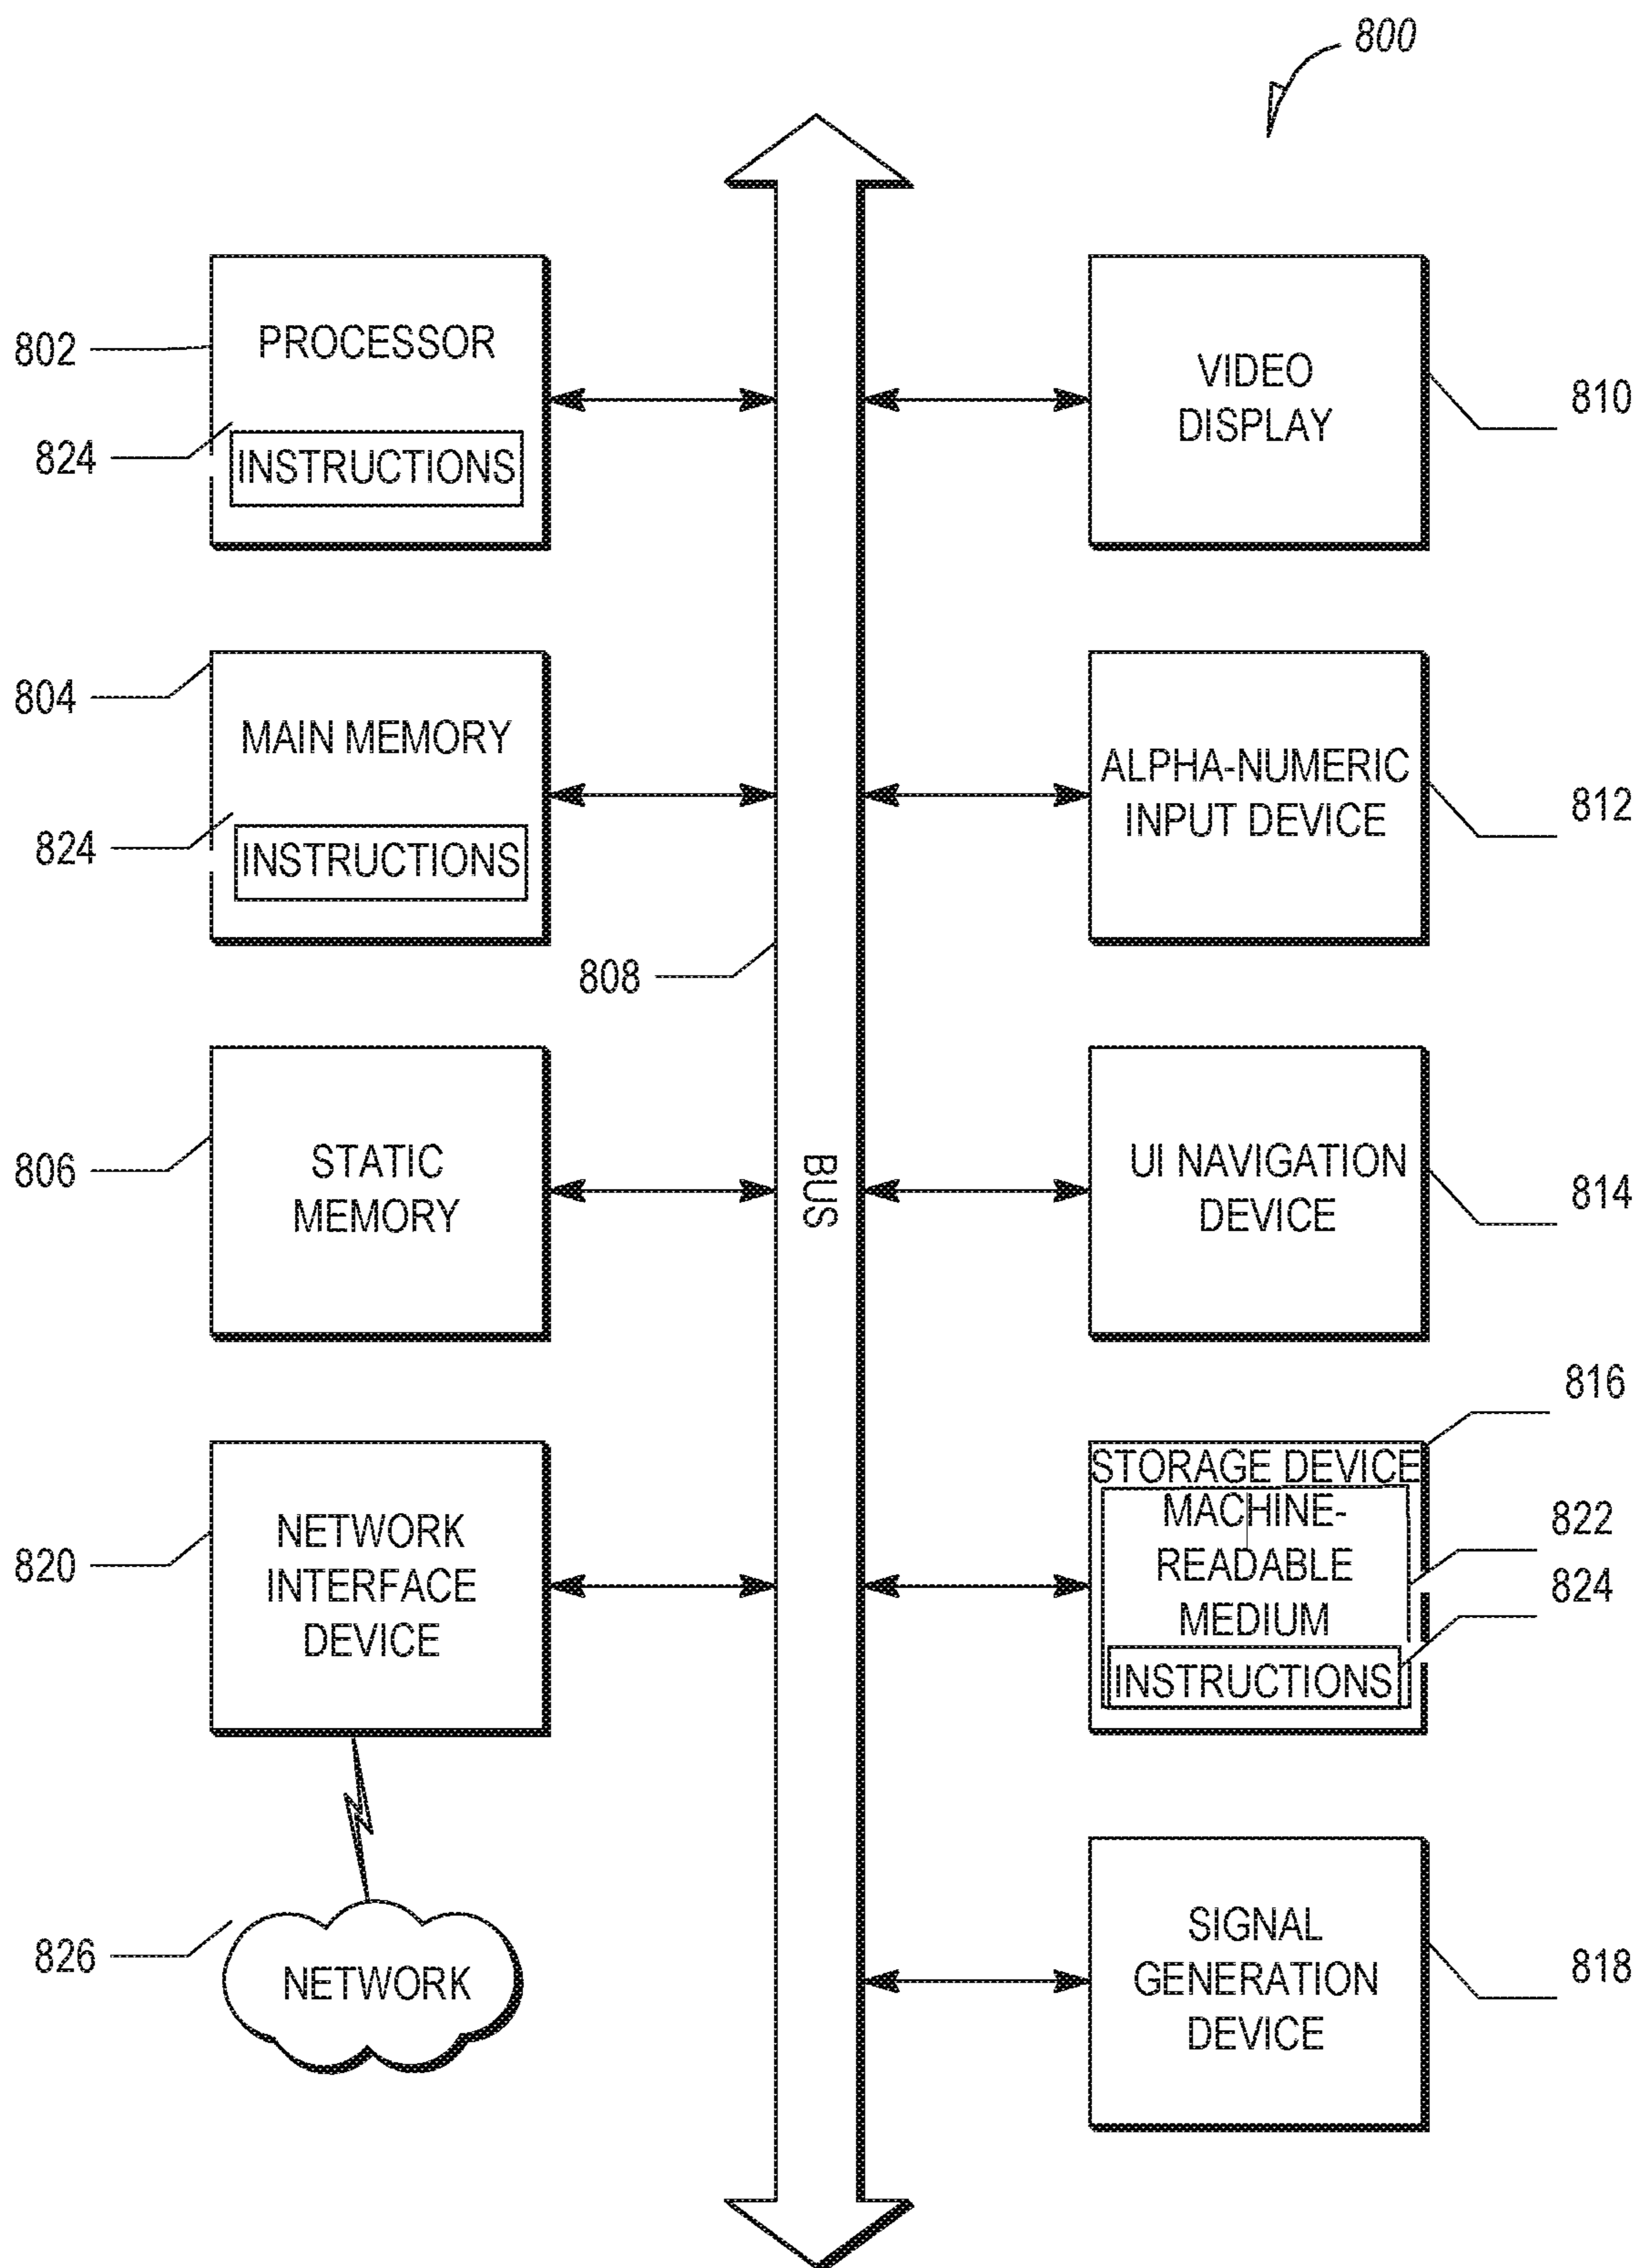 800
802
PROCESSOR
824
INSTRUCTIONS
VIDEO
DISPLAY
810
804
MAIN MEMORY
824
INSTRUCTIONS
ALPHA-NUMERIC
INPUT DEVICE
812
808
BUS
806
STATIC
MEMORY
UI NAVIGATION
DEVICE
814
820
NETWORK
INTERFACE
DEVICE
816
STORAGE DEVICE
MACHINE-
READABLE
MEDIUM
822
824
INSTRUCTIONS
826
NETWORK
SIGNAL
GENERATION
DEVICE
818